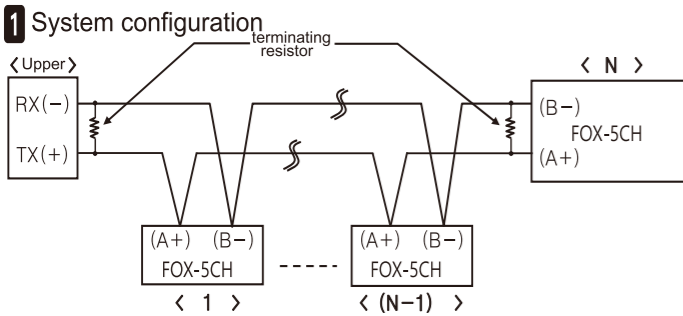 1 System configuration
terminating
resistor
< Upper >
< N >
RX(-)
(B-)
FOX-5CH
TX(+)
(A+)
(A+) (B-)
FOX-5CH
(A+) (B-)
FOX-5CH
< 1 >
< (N-1) >